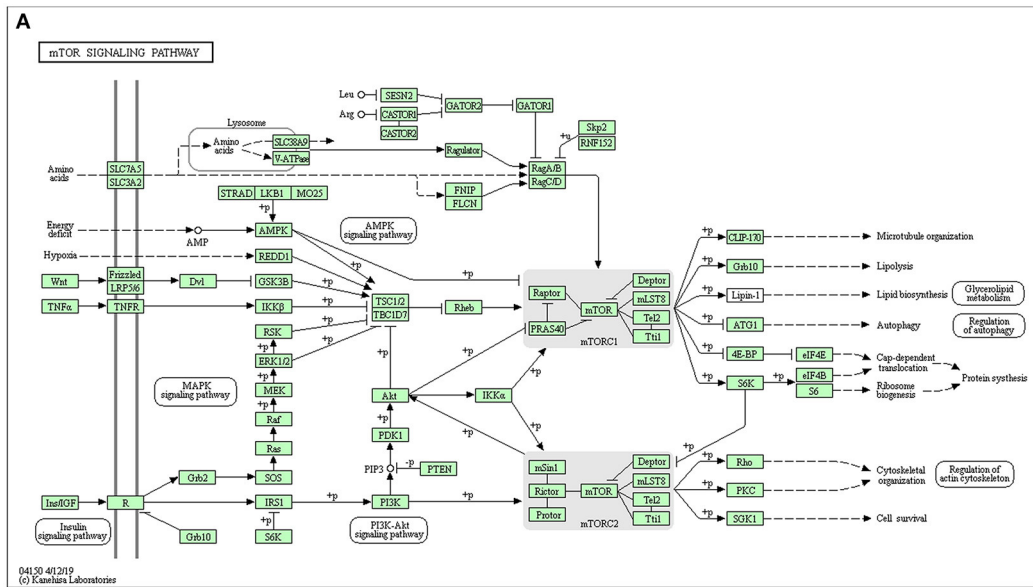 A
mTOR SIGNALING PATHWAY
Leu
SESN2
GATOR2
GATOR1
Arg
CASTOR1
CASTOR2
+u
Skp2
RNF152
Lysosome
Amino
acids
SLC38A9
V-ATPase
Ragulator
Amino
acids
SLC7A5
SLC3A2
RagA/B
RagC/D
FNIP
FLCN
STRAD
LKB1
MO25
+p
Energy
deficit
AMP
AMPK
AMPK
signaling pathway
+p
+p
Hypoxia
REDD1
Wnt
Frizzled
LRP5/6
Dvl
GSK3B
TNFα
TNFR
IKKβ
TSC1/2
TBC1D7
Rheb
+p
+p
Raptor
Deptor
mLST8
mTOR
PRAS40
Tel2
Tti1
mTORC1
+p
CLIP-170
Microtubule organization
+p
Grb10
Lipolysis
+p
Lipin-1
Lipid biosynthesis
Glycerolipid
metabolism
+p
ATG1
Autophagy
Regulation
of autophagy
+p
4E-BP
eIF4E
Cap-dependent
translocation
+p
S6K
+p
eIF4B
S6
Ribosome
biogenesis
Protein systhesis
RSK
+p
+p
ERK1/2
+p
+p
MEK
+p
Raf
Ras
MAPK
signaling pathway
Akt
+p
+p
IKKα
+p
+p
+p
PDK1
PIP3
-p
PTEN
+p
Grb2
SOS
Ins/IGF
R
IRS1
+p
PI3K
+p
Insulin
signaling pathway
Grb10
+p
S6K
PI3K-Akt
signaling pathway
mSin1
Rictor
Protor
mTOR
Deptor
mLST8
Tel2
Tti1
mTORC2
+p
Rho
+p
PKC
Cytoskeletal
organization
Regulation of
actin cytoskeleton
+p
SGK1
Cell survival
04150 4/12/19
(c) Kanehisa Laboratories